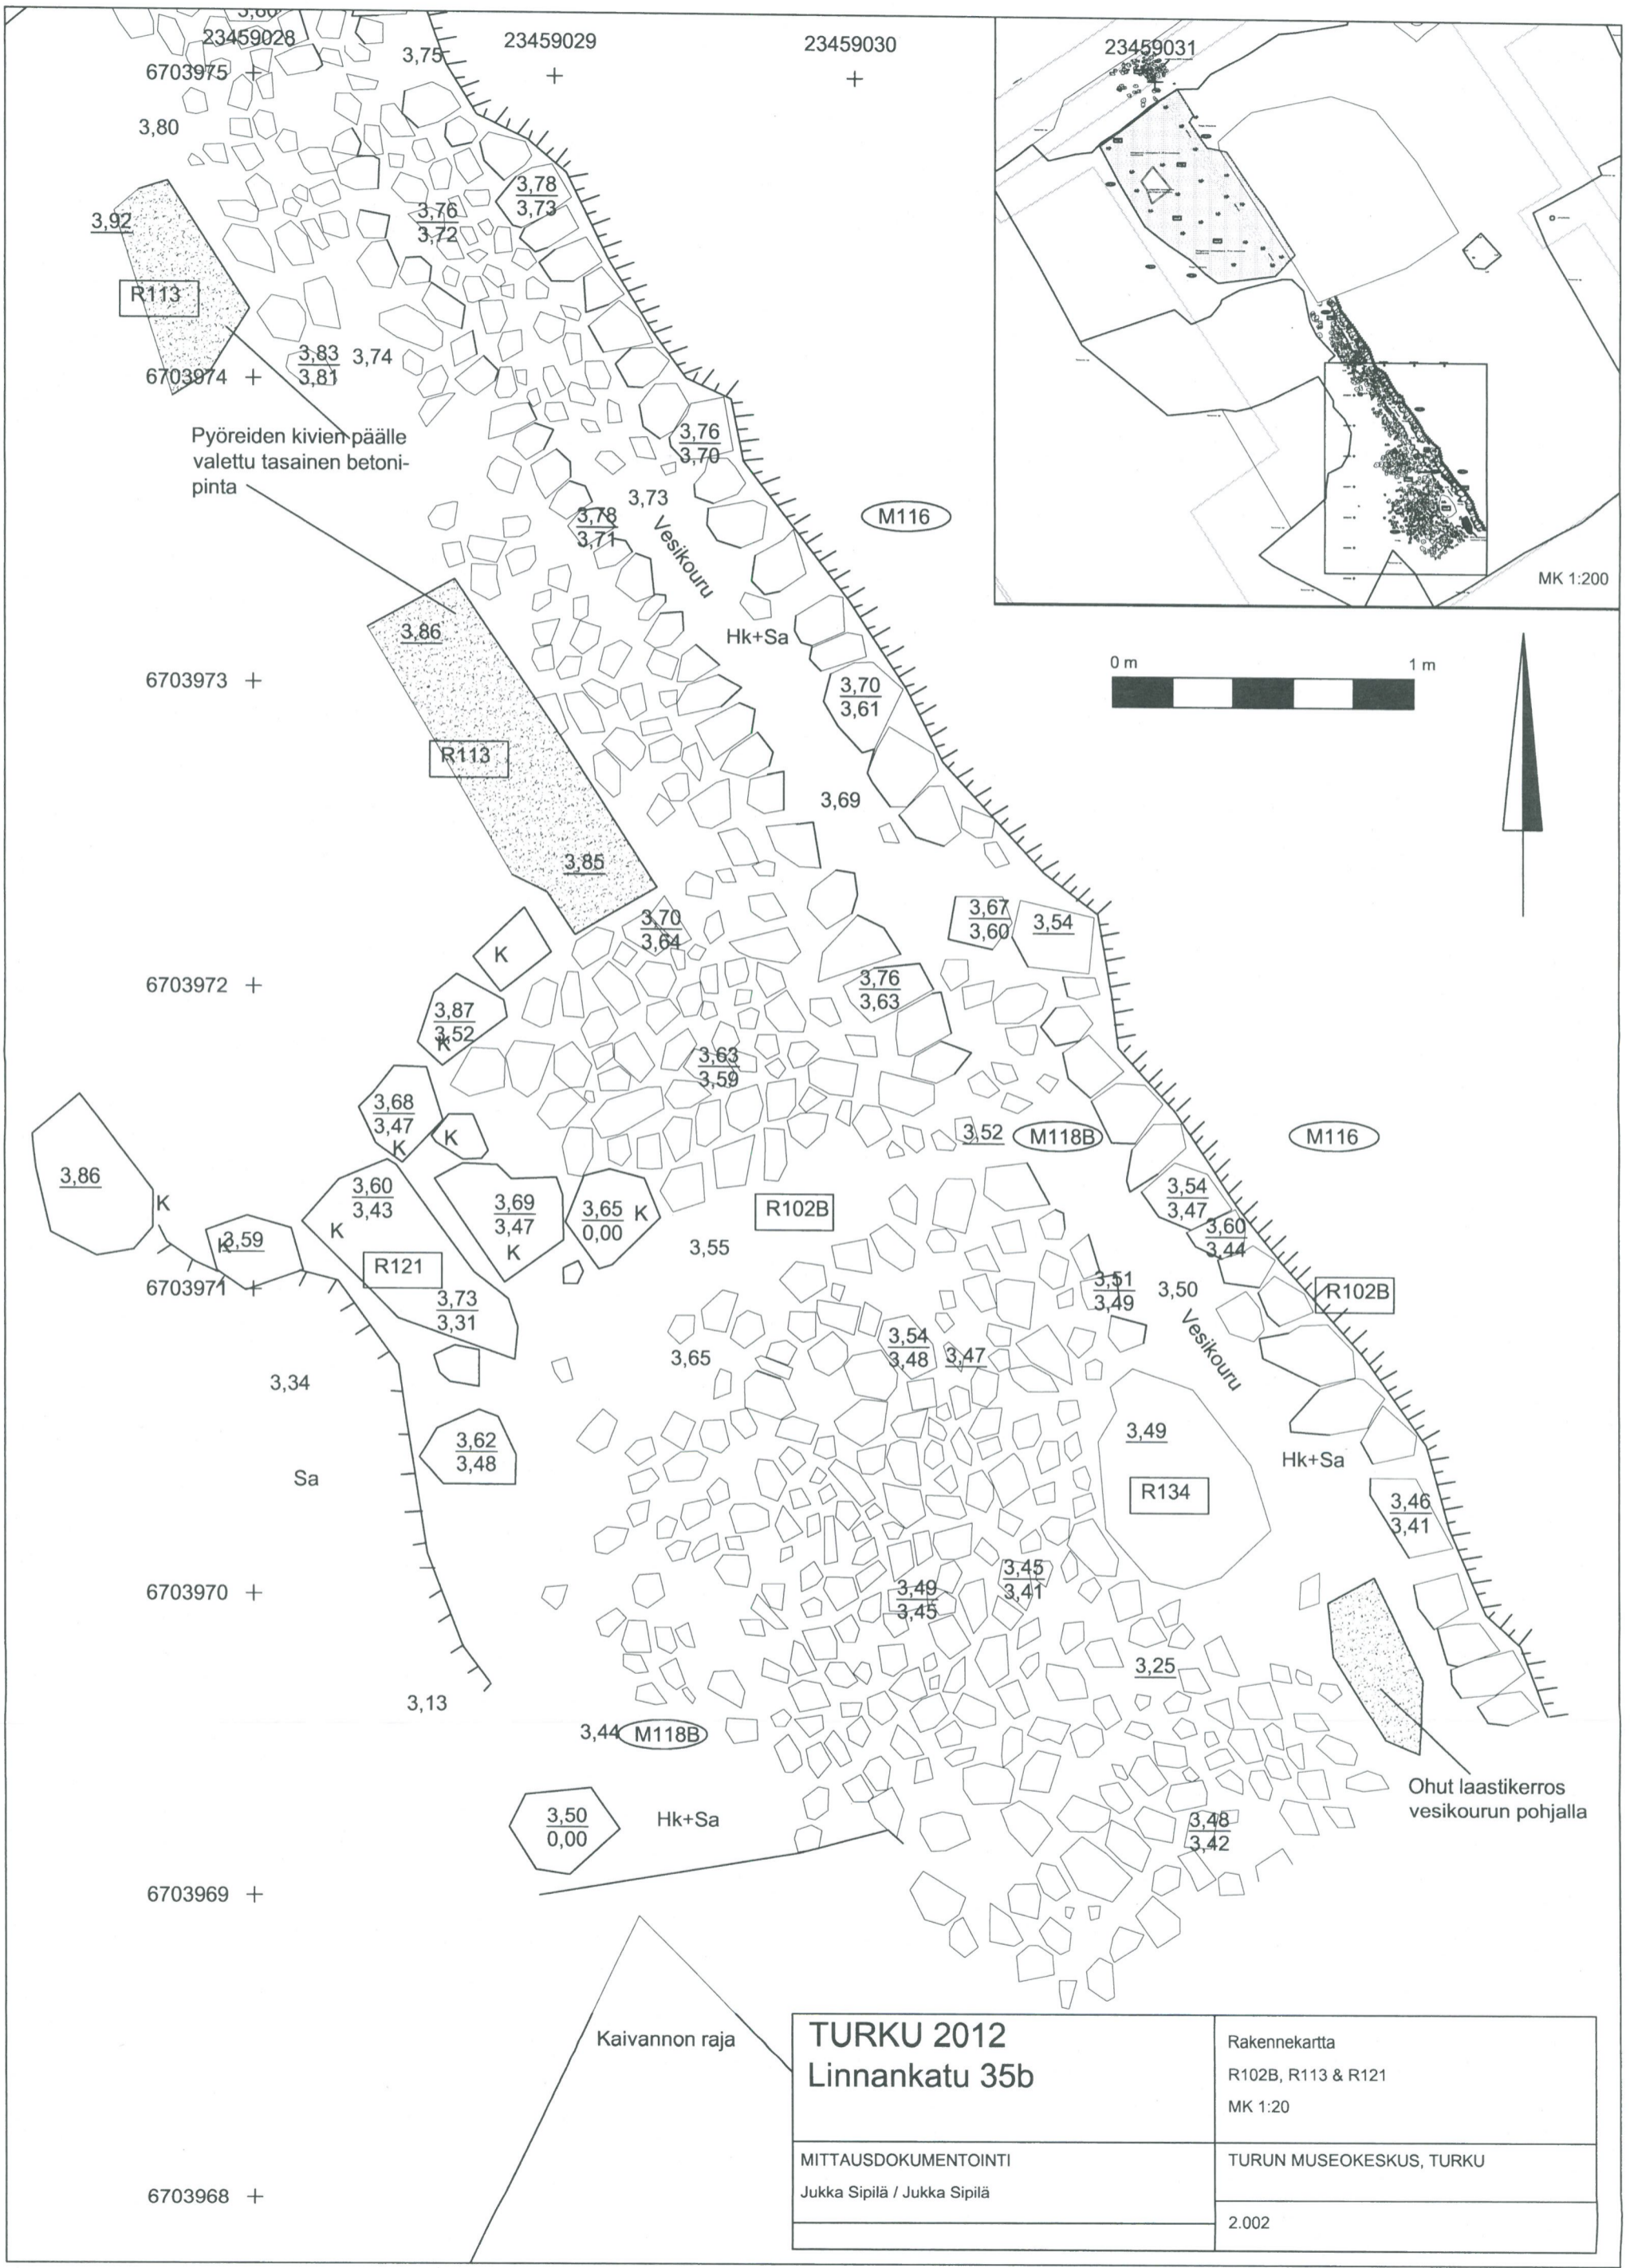 3,80
23459028
23459029
23459030
23459031
6703975
3,75
3,80
3,78
3,73
3,92
3,76
3,72
R113
3,83
3,81
3,74
6703974
Pyöreiden kivien päälle
valettu tasainen betoni-
pinta
3,76
3,70
3,73
3,78
3,71
Vesikouru
M116
MK 1:200
3,86
Hk+Sa
0 m
1 m
6703973
3,70
3,61
R113
3,69
3,85
3,70
3,64
3,67
3,60
3,54
K
6703972
3,76
3,63
3,87
3,52
K
3,63
3,59
3,68
3,47
K
K
3,52
M118B
M116
3,86
K
3,60
3,43
K
3,69
3,47
K
3,65
0,00
K
R102B
3,54
3,47
3,60
3,44
K
3,59
3,55
R121
6703971
3,73
3,31
3,51
3,49
3,50
R102B
Vesikouru
3,54
3,48
3,47
3,65
3,34
3,62
3,48
3,49
Hk+Sa
Sa
R134
3,46
3,41
6703970
3,49
3,45
3,45
3,41
3,25
3,13
3,44
M118B
Ohut laastikerros
vesikourun pohjalla
3,50
0,00
Hk+Sa
3,48
3,42
6703969
Kaivannon raja
TURKU 2012
Linnankatu 35b
Rakennekartta
R102B, R113 & R121
MK 1:20
MITTAUSDOKUMENTOINTI
Jukka Sipilä / Jukka Sipilä
TURUN MUSEOKESKUS, TURKU
2.002
6703968